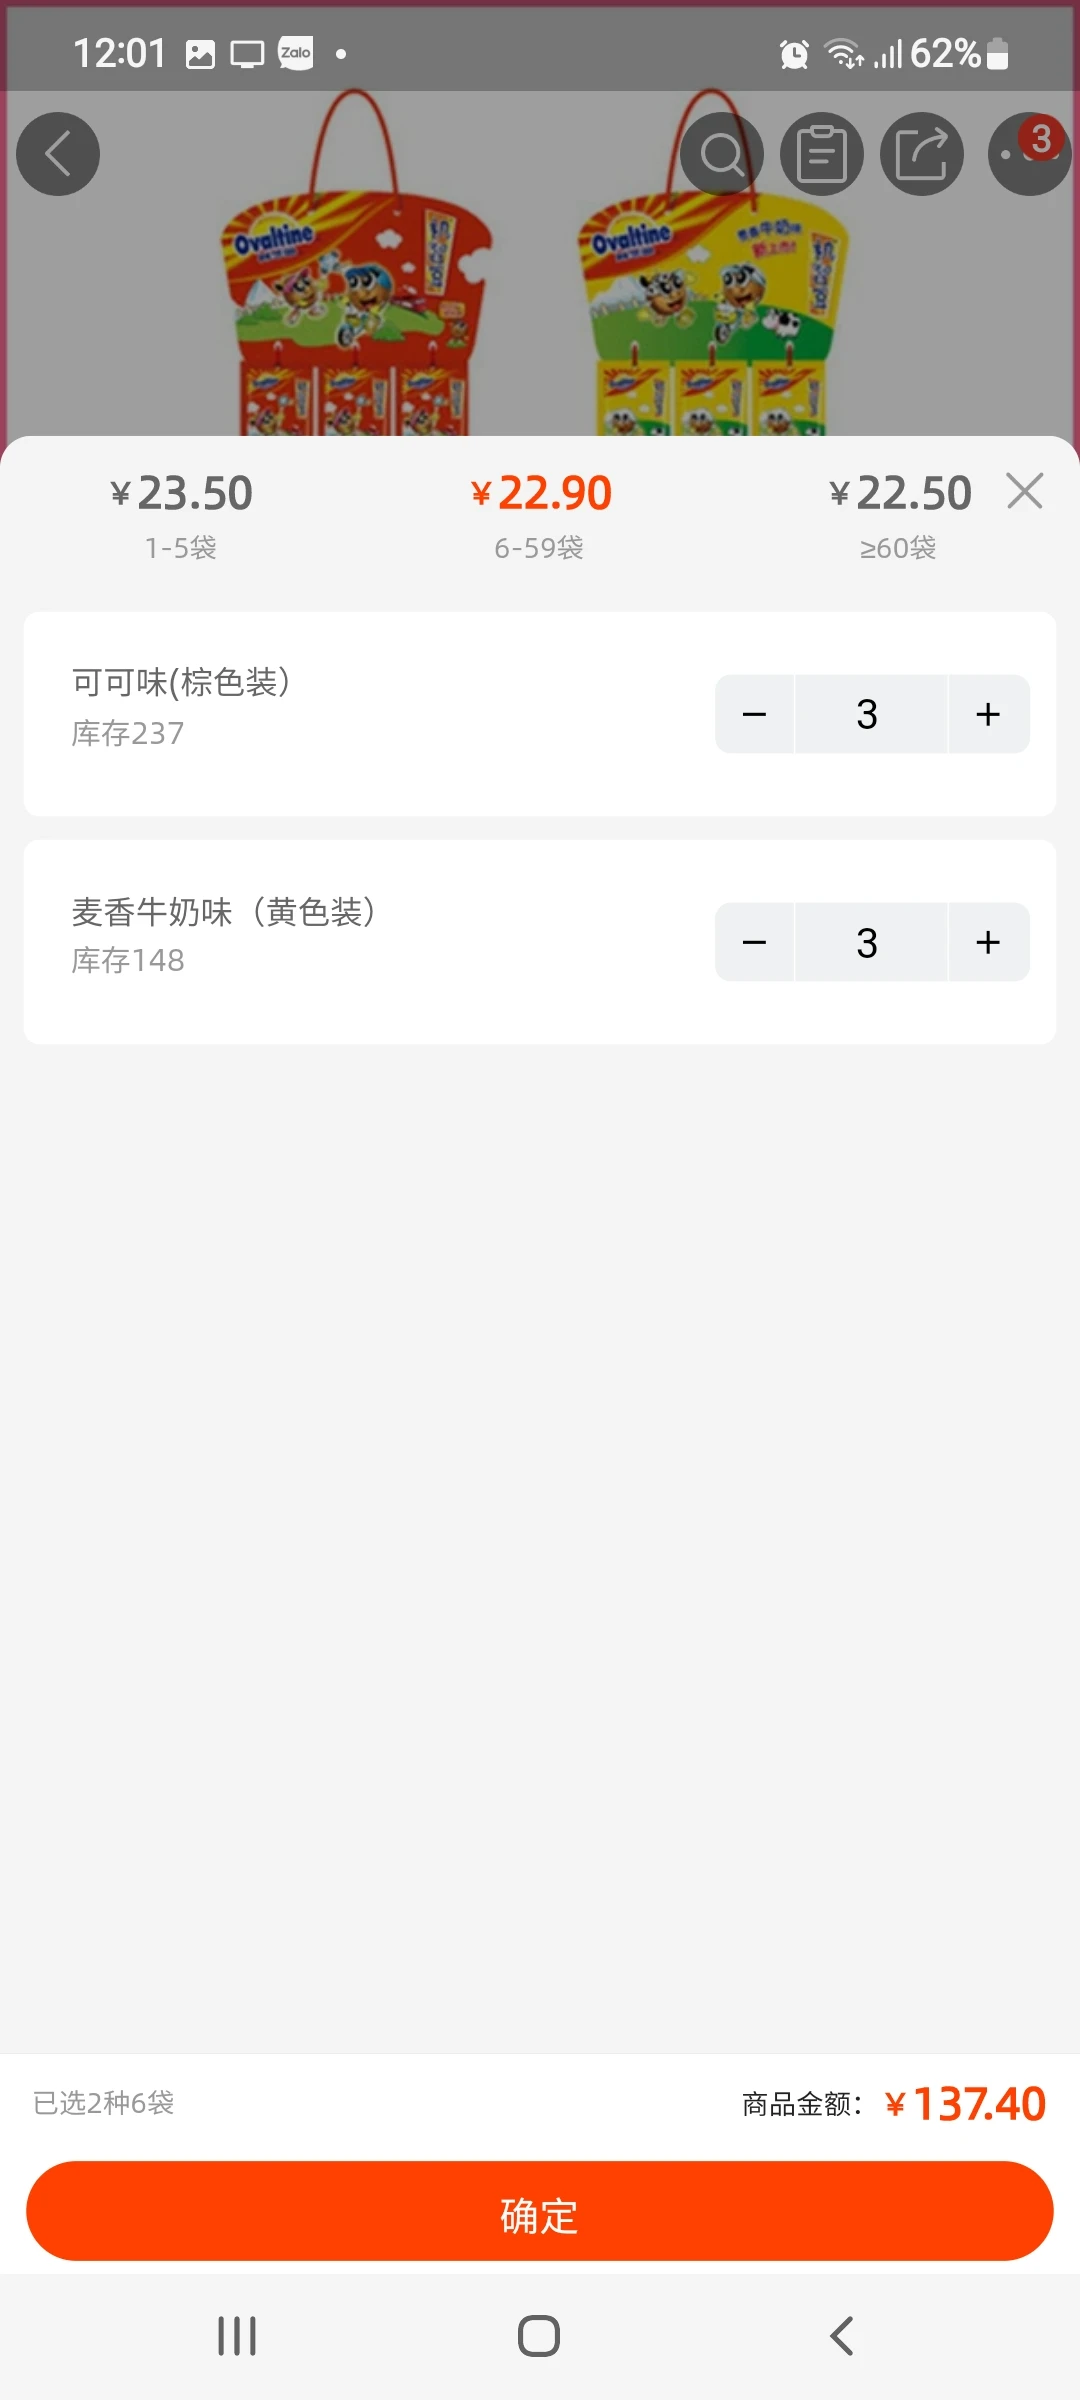 12:01 Zalo 62%
3
Ovaltine
Ovaltine
¥23.50 ¥22.90 ¥22.50
1-5袋 6-59袋 ≥60袋
可可味(棕色装）
库存237
3
麦香牛奶味（黄色装）
库存148
3
已选2种6袋 商品金额：¥137.40
确定